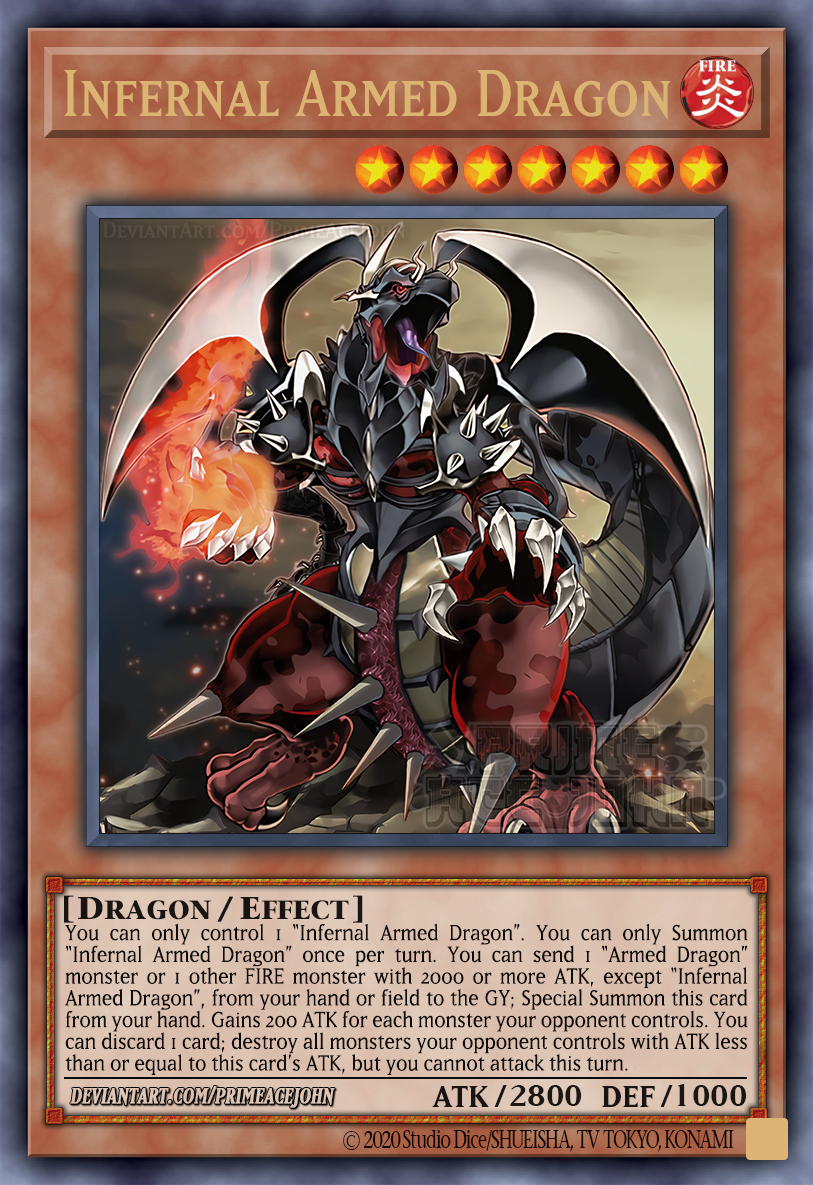 INFERNAL ARMED DRAGON
FIRE
炎
DEVIANTART.COM/PRIMEACEJOHN
PRIME
ACEJOHN
[DRAGON / EFFECT]
You can only control 1 "Infernal Armed Dragon". You can only Summon
"Infernal Armed Dragon" once per turn. You can send 1 "Armed Dragon"
monster or 1 other FIRE monster with 2000 or more ATK, except "Infernal
Armed Dragon", from your hand or field to the GY; Special Summon this card
from your hand. Gains 200 ATK for each monster your opponent controls. You
can discard 1 card; destroy all monsters your opponent controls with ATK less
than or equal to this card's ATK, but you cannot attack this turn.
DEVIANTART.COM/PRIMEACEJOHN ATK/2800 DEF/1000
© 2020 Studio Dice/SHUEISHA, TV TOKYO, KONAMI